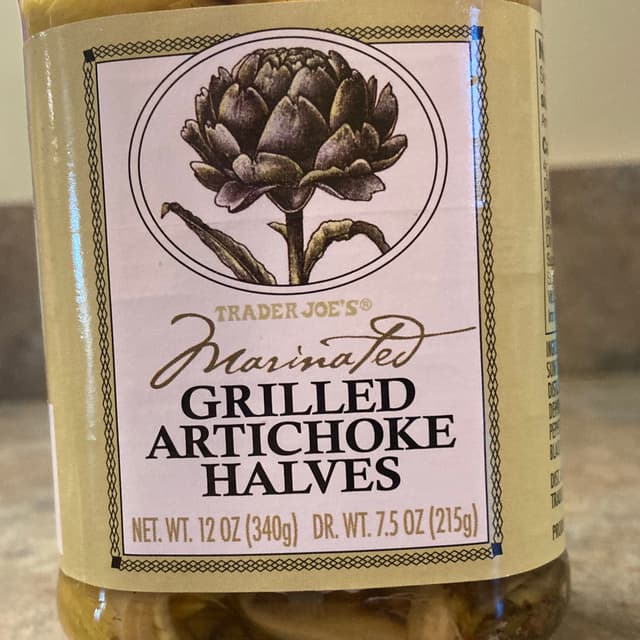 TRADER JOE'S®
Marinated
GRILLED
ARTICHOKE
HALVES
NET. WT. 12 OZ (340g) DR. WT. 7.5 OZ (215g)